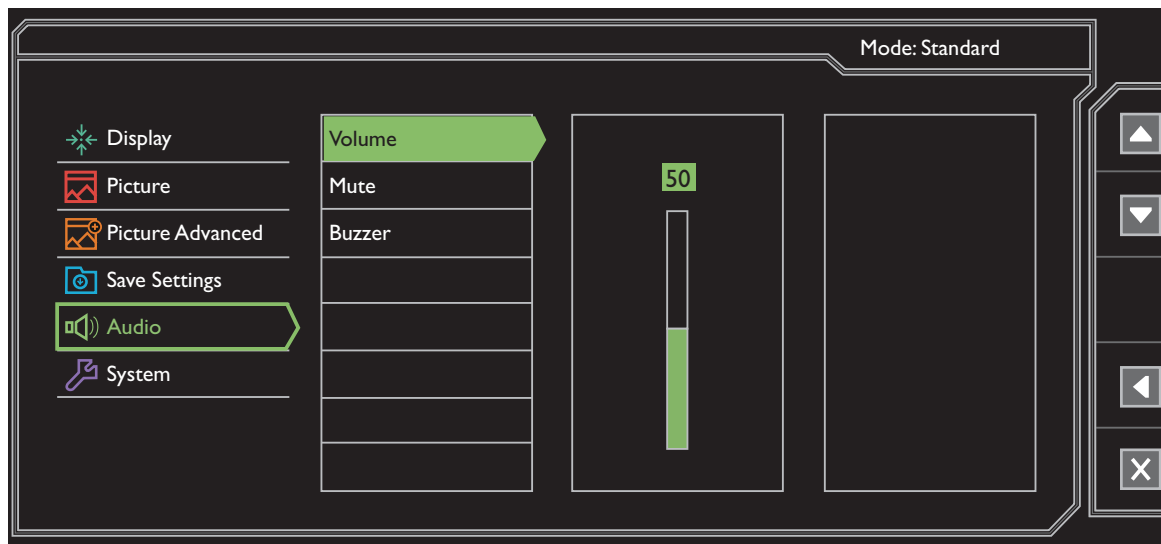 Mode: Standard
Display
Picture
Picture Advanced
Save Settings
Audio
System
Volume
Mute
Buzzer
50